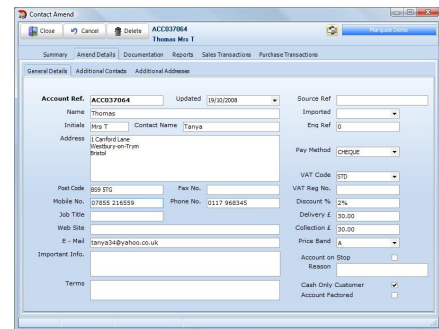 Contact Amend
Close Cancel Delete ACC037064 Marquee Demo
Thomas Mrs T
Summary Amend Details Documentation Reports Sales Transactions Purchase Transactions
General Details Additional Contacts Additional Addresses
Account Ref. ACC037064 Updated 19/10/2008 Source Ref
Name Thomas Imported
Initials Mrs T Contact Name Tanya Enq Ref 0
Address 1 Canford Lane
Westbury-on-Trym
Bristol
Pay Method CHEQUE
VAT Code STD
Post Code BS9 5TG Fax No. VAT Reg No.
Mobile No. 07855 216559 Phone No. 0117 968345 Discount % 2%
Job Title Delivery £ 30.00
Web Site Collection £ 30.00
E - Mail tanya34@yahoo.co.uk Price Band A
Important Info. Account on Stop
Reason
Terms Cash Only Customer
Account Factored